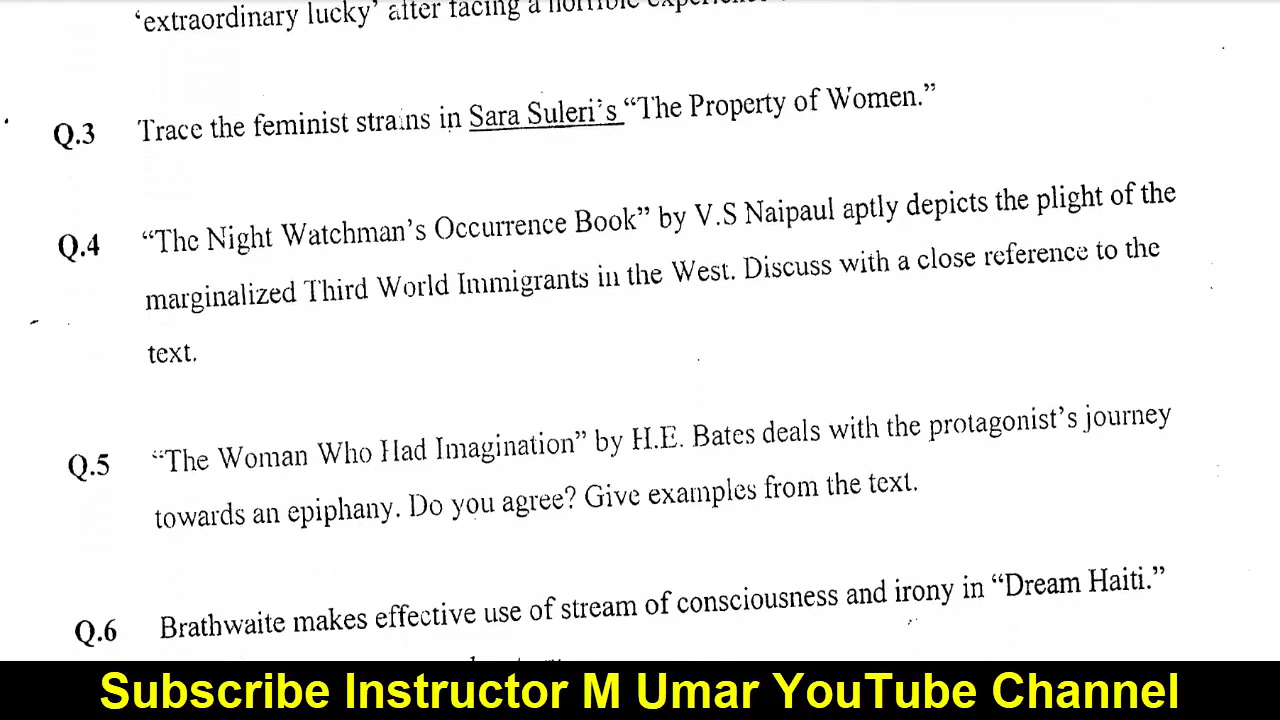 'extraordinary lucky' after facing a horrible
Q.3 Trace the feminist strains in Sara Suleri's "The Property of Women."
Q.4 "The Night Watchman's Occurrence Book" by V.S Naipaul aptly depicts the plight of the
marginalized Third World Immigrants in the West. Discuss with a close reference to the
text.
Q.5 "The Woman Who Had Imagination" by H.E. Bates deals with the protagonist's journey
towards an epiphany. Do you agree? Give examples from the text.
Q.6 Brathwaite makes effective use of stream of consciousness and irony in "Dream Haiti."
Subscribe Instructor M Umar YouTube Channel